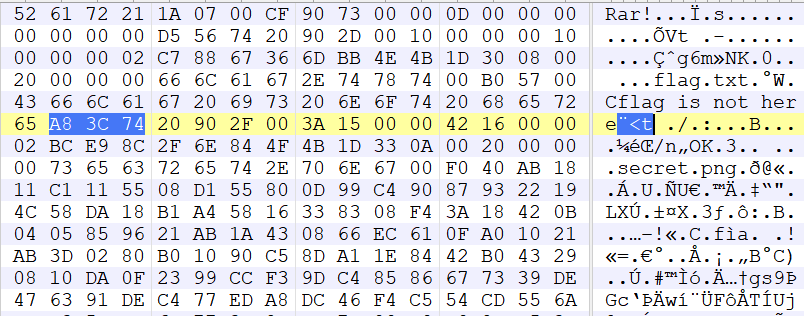 52 61 72 21 1A 07 00 CF 90 73 00 00 0D 00 00 00 Rar!...Ï.s......
00 00 00 00 D5 56 74 20 90 2D 00 10 00 00 00 10 ....ÕVt .-......
00 00 00 02 C7 88 67 36 6D BB 4E 4B 1D 30 08 00 ....Çˆg6m»NK.0..
20 00 00 00 66 6C 61 67 2E 74 78 74 00 B0 57 00  ...flag.txt.°W.
43 66 6C 61 67 20 69 73 20 6E 6F 74 20 68 65 72 Cflag is not her
65 A8 3C 74 20 90 2F 00 3A 15 00 00 42 16 00 00 e¨<t ./.:...B...
02 BC E9 8C 2F 6E 84 4F 4B 1D 33 0A 00 20 00 00 .¼éŒ/n„OK.3.. ..
00 73 65 63 72 65 74 2E 70 6E 67 00 F0 40 AB 18 .secret.png.ð@«.
11 C1 11 55 08 D1 55 80 0D 99 C4 90 87 93 22 19 .Á.U.ÑU€.™Ä.‡“".
4C 58 DA 18 B1 A4 58 16 33 83 08 F4 3A 18 42 0B LXÚ.±¤X.3ƒ.ô:.B.
04 05 85 96 21 AB 1A 43 08 66 EC 61 0F A0 10 21 ..…–!«.C.fìa. .!
AB 3D 02 80 B0 10 90 C5 8D A1 1E 84 42 B0 43 29 «=.€°..Å.¡.„B°C)
08 10 DA 0F 23 99 CC F3 9D C4 85 86 67 73 39 DE ..Ú.#™Ìó.Ä…†gs9Þ
47 63 91 DE C4 77 ED A8 DC 46 F4 C5 54 CD 55 6A Gc‘ÞÄwí¨ÜFôÅTÍUj